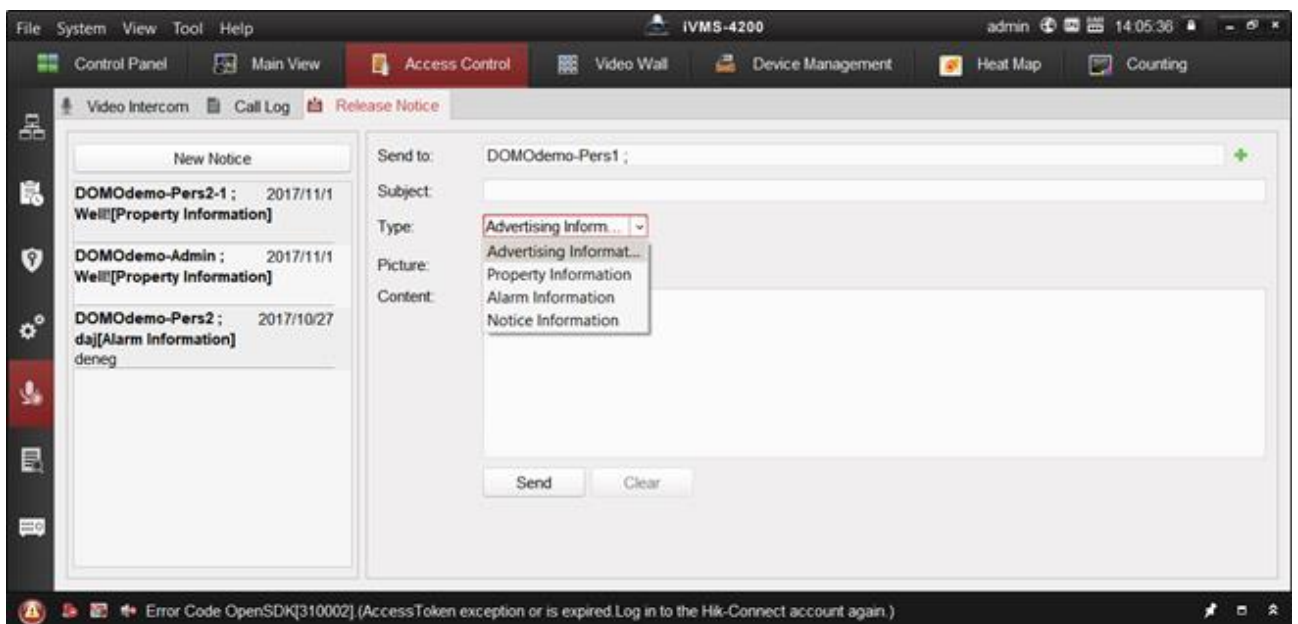 File System View Tool Help iVMS-4200 admin 14:05:36
Control Panel Main View Access Control Video Wall Device Management Heat Map Counting
Video Intercom Call Log Release Notice
New Notice
DOMOdemo-Pers2-1 ; 2017/11/1
Well![Property Information]
DOMOdemo-Admin ; 2017/11/1
Well![Property Information]
DOMOdemo-Pers2 ; 2017/10/27
daj[Alarm Information]
deneg
Send to: DOMOdemo-Pers1 ;
Subject:
Type: Advertising Inform...
Advertising Informat...
Property Information
Alarm Information
Notice Information
Picture:
Content:
Send Clear
Error Code OpenSDK[310002].(AccessToken exception or is expired.Log in to the Hik-Connect account again.)